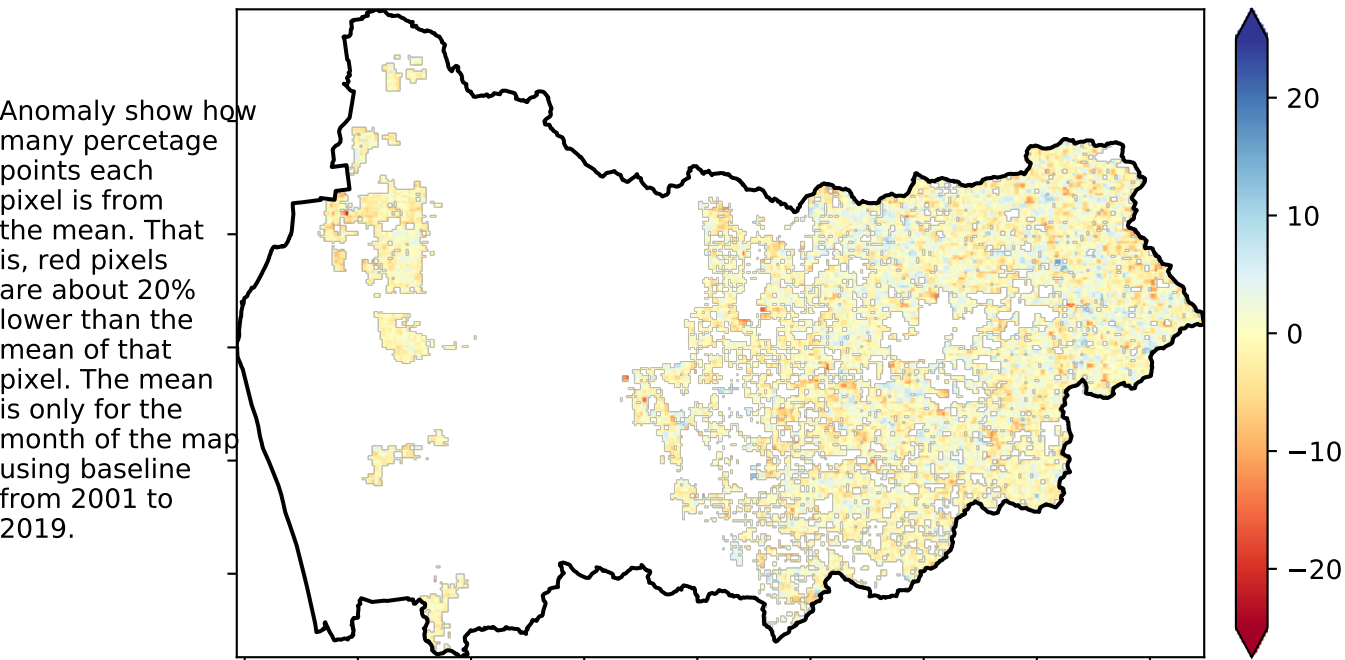 Anomaly show how
many percetage
points each
pixel is from
the mean. That
is, red pixels
are about 20%
lower than the
mean of that
pixel. The mean
is only for the
month of the map
using baseline
from 2001 to
2019.
20
10
0
−10
−20